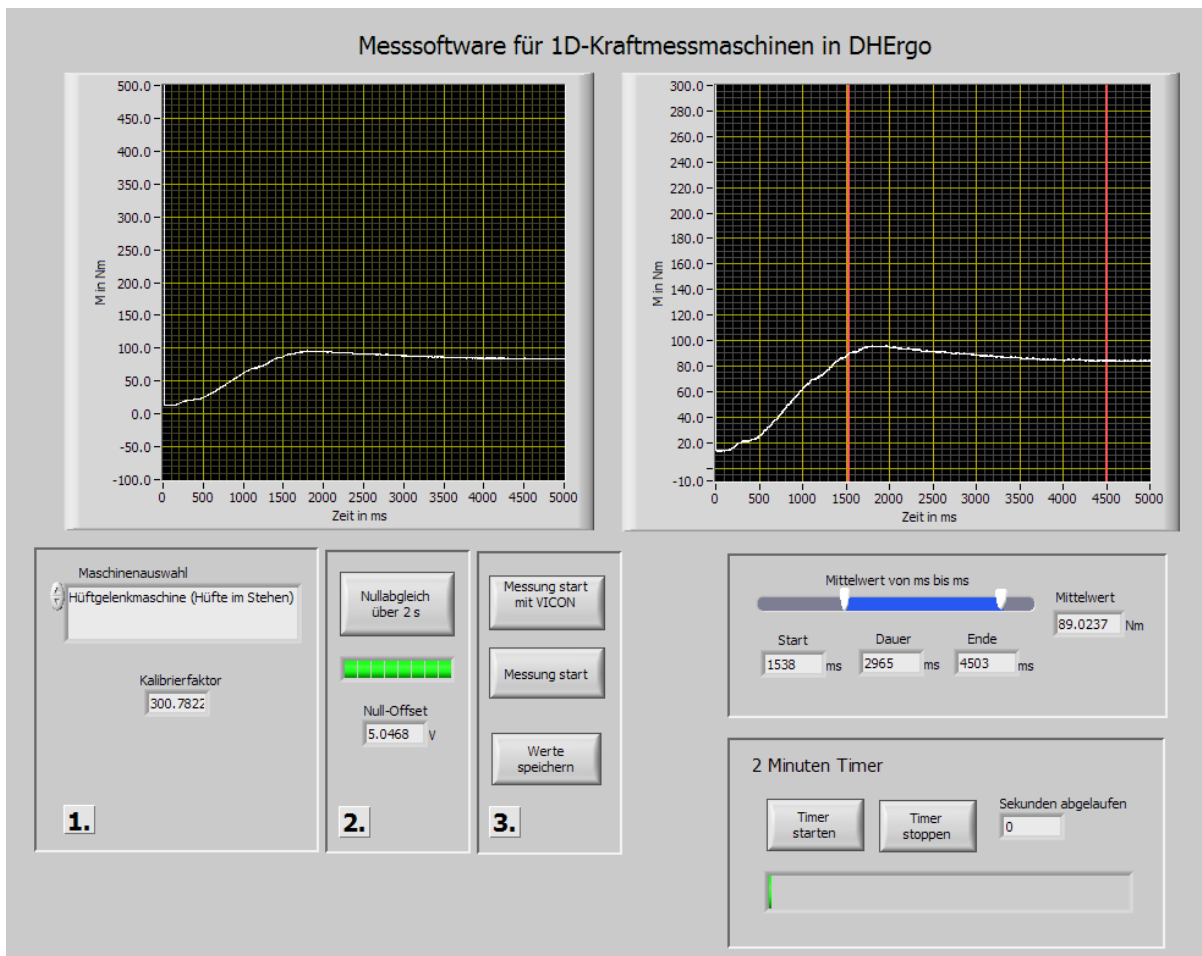 Messsoftware für 1D-Kraftmessmaschinen in DHErgo
500.0
450.0
400.0
350.0
300.0
250.0
200.0
150.0
100.0
50.0
0.0
-50.0
-100.0
M in Nm
0 500 1000 1500 2000 2500 3000 3500 4000 4500 5000
Zeit in ms
300.0
280.0
260.0
240.0
220.0
200.0
180.0
160.0
140.0
120.0
100.0
80.0
60.0
40.0
20.0
-10.0
M in Nm
0 500 1000 1500 2000 2500 3000 3500 4000 4500 5000
Zeit in ms
Maschinenauswahl
Hüftgelenkmaschine (Hüfte im Stehen)
Kalibrierfaktor
300.7822
1.
Nullabgleich
über 2 s
Null-Offset
5.0468 V
2.
Messung start
mit VICON
Messung start
Werte
speichern
3.
Mittelwert von ms bis ms
Mittelwert
89.0237 Nm
Start Dauer Ende
1538 ms 2965 ms 4503 ms
2 Minuten Timer
Timer
starten
Timer
stoppen
Sekunden abgelaufen
0